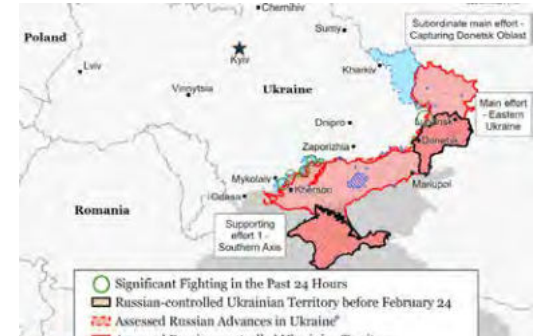 Chernihiv
Subordinate main effort -
Capturing Donetsk Oblast
Sumy
Poland
Kyiv
Lviv
Kharkiv
Vinnytsia
Ukraine
Main effort
- Eastern
Ukraine
Luhansk
Dnipro
Donetsk
Zaporizhia
Mykolaiv
Mariupol
Kherson
Odesa
Romania
Supporting
effort 1 -
Southern Axis
Significant Fighting in the Past 24 Hours
Russian-controlled Ukrainian Territory before February 24
Assessed Russian Advances in Ukraine*